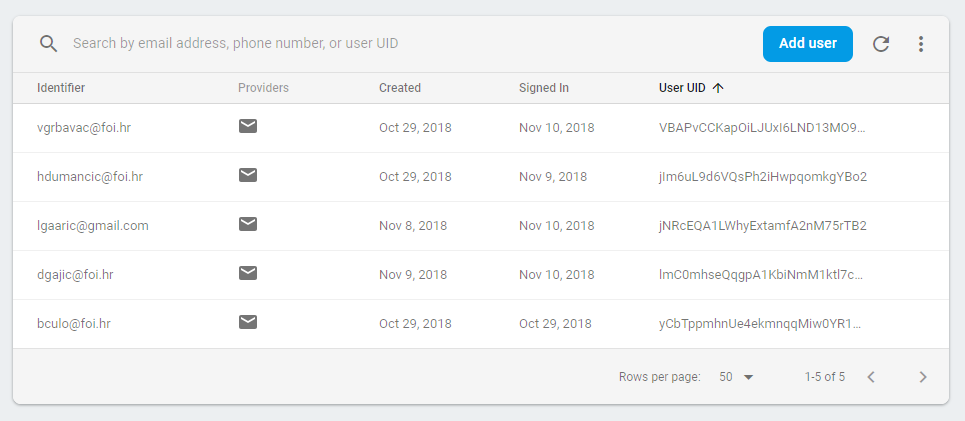 Search by email address, phone number, or user UID Add user
Identifier Providers Created Signed In User UID
vgrbavac@foi.hr Oct 29, 2018 Nov 10, 2018 VBAPvCCKapOiLJUxI6LND13MO9...
hdumancic@foi.hr Oct 29, 2018 Nov 9, 2018 jIm6uL9d6VQsPh2iHwpqomkgYBo2
lgaaric@gmail.com Nov 8, 2018 Nov 10, 2018 jNRcEQA1LWhyExtamfA2nM75rTB2
dgajic@foi.hr Nov 9, 2018 Nov 10, 2018 lmC0mhseQqgpA1KbiNmM1ktl7c...
bculo@foi.hr Oct 29, 2018 Oct 29, 2018 yCbTppmhnUe4ekmnqqMiw0YR1...
Rows per page: 50 1-5 of 5